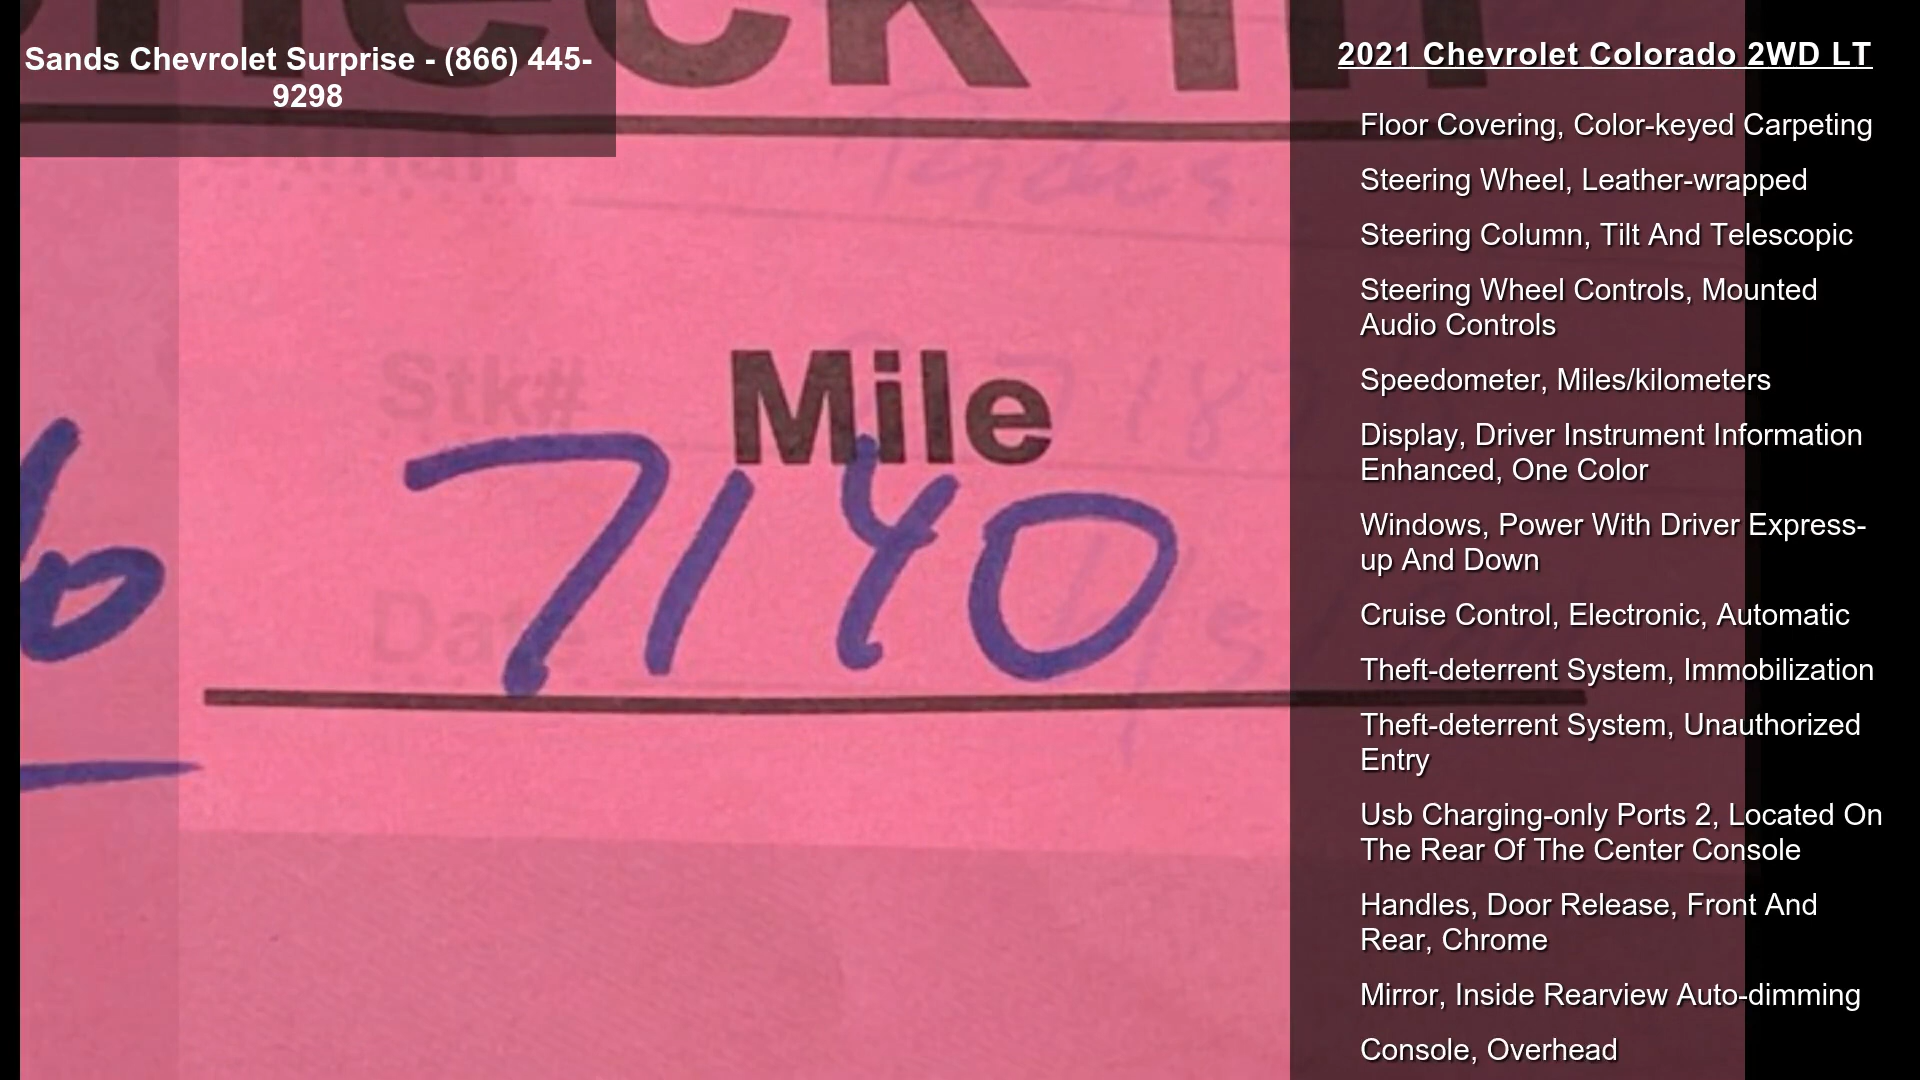 Sands Chevrolet Surprise - (866) 445-
9298
Check In
Stk#
Mile
7140
Date
2021 Chevrolet Colorado 2WD LT
Floor Covering, Color-keyed Carpeting
Steering Wheel, Leather-wrapped
Steering Column, Tilt And Telescopic
Steering Wheel Controls, Mounted
Audio Controls
Speedometer, Miles/kilometers
Display, Driver Instrument Information
Enhanced, One Color
Windows, Power With Driver Express-
up And Down
Cruise Control, Electronic, Automatic
Theft-deterrent System, Immobilization
Theft-deterrent System, Unauthorized
Entry
Usb Charging-only Ports 2, Located On
The Rear Of The Center Console
Handles, Door Release, Front And
Rear, Chrome
Mirror, Inside Rearview Auto-dimming
Console, Overhead